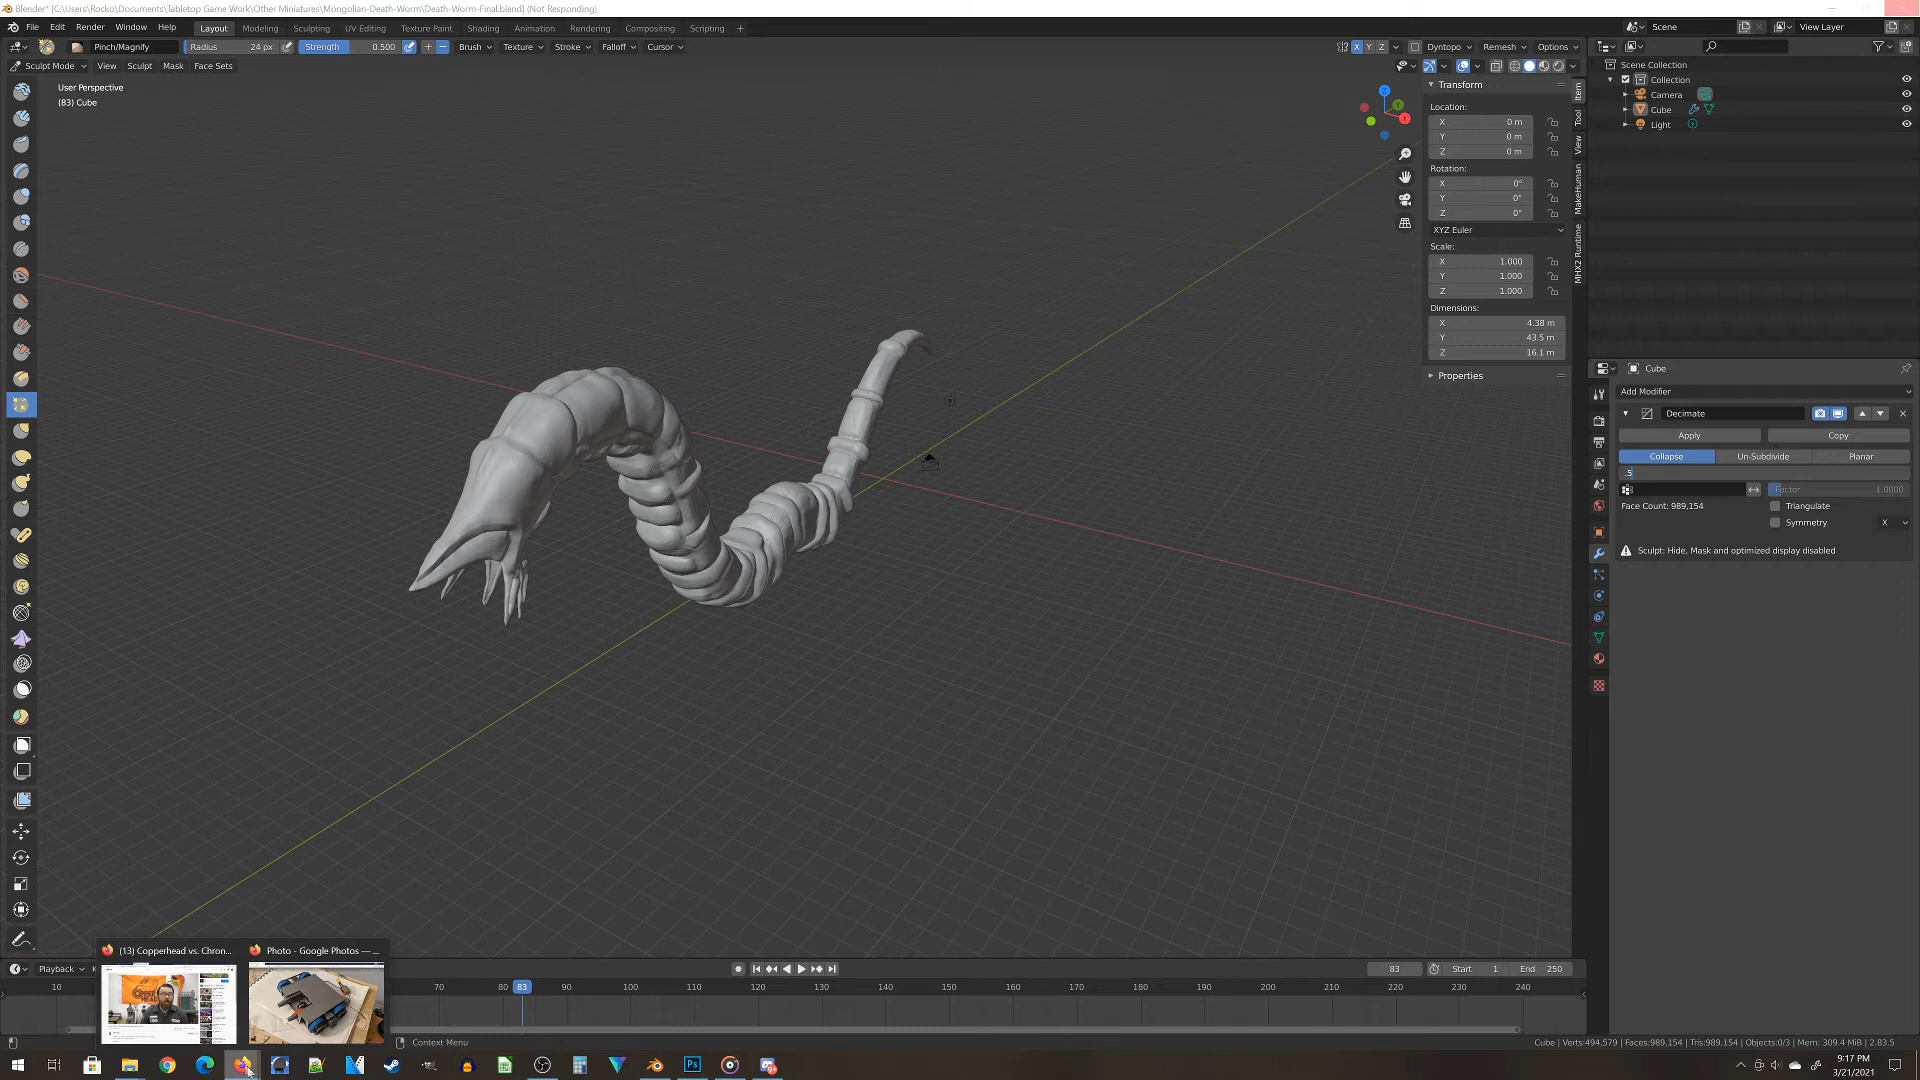 Blender* [C:\Users\Rocko\Documents\Tabletop Game Work\Other Miniatures\Mongolian-Death-Worm\Death-Worm-Final.blend] (Not Responding)
File Edit Render Window Help Layout Modeling Sculpting UV Editing Texture Paint Shading Animation Rendering Compositing Scripting + Scene View Layer
Pinch/Magnify Radius 24 px Strength 0.500 Brush Texture Stroke Falloff Cursor X Y Z Dyntopo Remesh Options
Sculpt Mode View Sculpt Mask Face Sets
User Perspective
(83) Cube
Scene Collection
Collection
Camera
Cube
Light
Transform
Location:
X 0 m
Y 0 m
Z 0 m
Rotation:
X 0°
Y 0°
Z 0°
XYZ Euler
Scale:
X 1.000
Y 1.000
Z 1.000
Dimensions:
X 4.38 m
Y 43.5 m
Z 16.1 m
Properties
Item
Tool
View
MakeHuman
MHX2 Runtime
Z
X
Cube
Add Modifier
Decimate
Apply Copy
Collapse Un-Subdivide Planar
.5
Factor 1.0000
Face Count: 989,154 Triangulate
Symmetry X
Sculpt: Hide, Mask and optimized display disabled
(13) Copperhead vs. Chron... Photo - Google Photos — ...
Playback 83 Start 1 End 250
10 70 80 83 90 100 110 120 130 140 150 160 170 180 190 200 210 220 230 240
Context Menu Cube | Verts:494,579 | Faces:989,154 | Tris:989,154 | Objects:0/3 | Mem: 309.4 MiB | 2.83.5
9:17 PM
3/21/2021